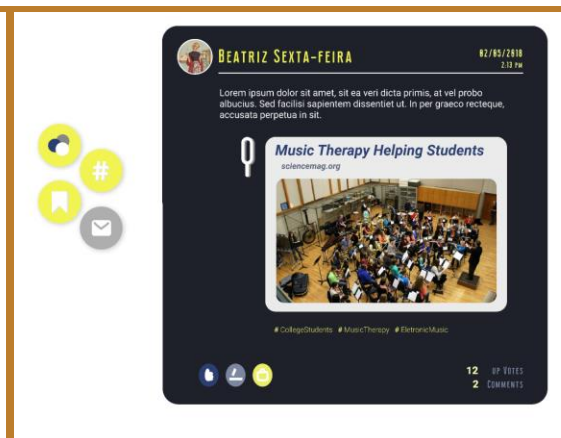 BEATRIZ SEXTA-FEIRA
02/05/2018
2.13 PM
Lorem ipsum dolor sit amet, sit ea veri dicta primis, at vel probo
albucius. Sed facilisi sapientem dissentiet ut. In per graeco recteque,
accusata perpetua in sit.
#
Music Therapy Helping Students
sciencemag.org
# CollegeStudents # MusicTherapy # EletronicMusic
12 UP VOTES
2 COMMENTS